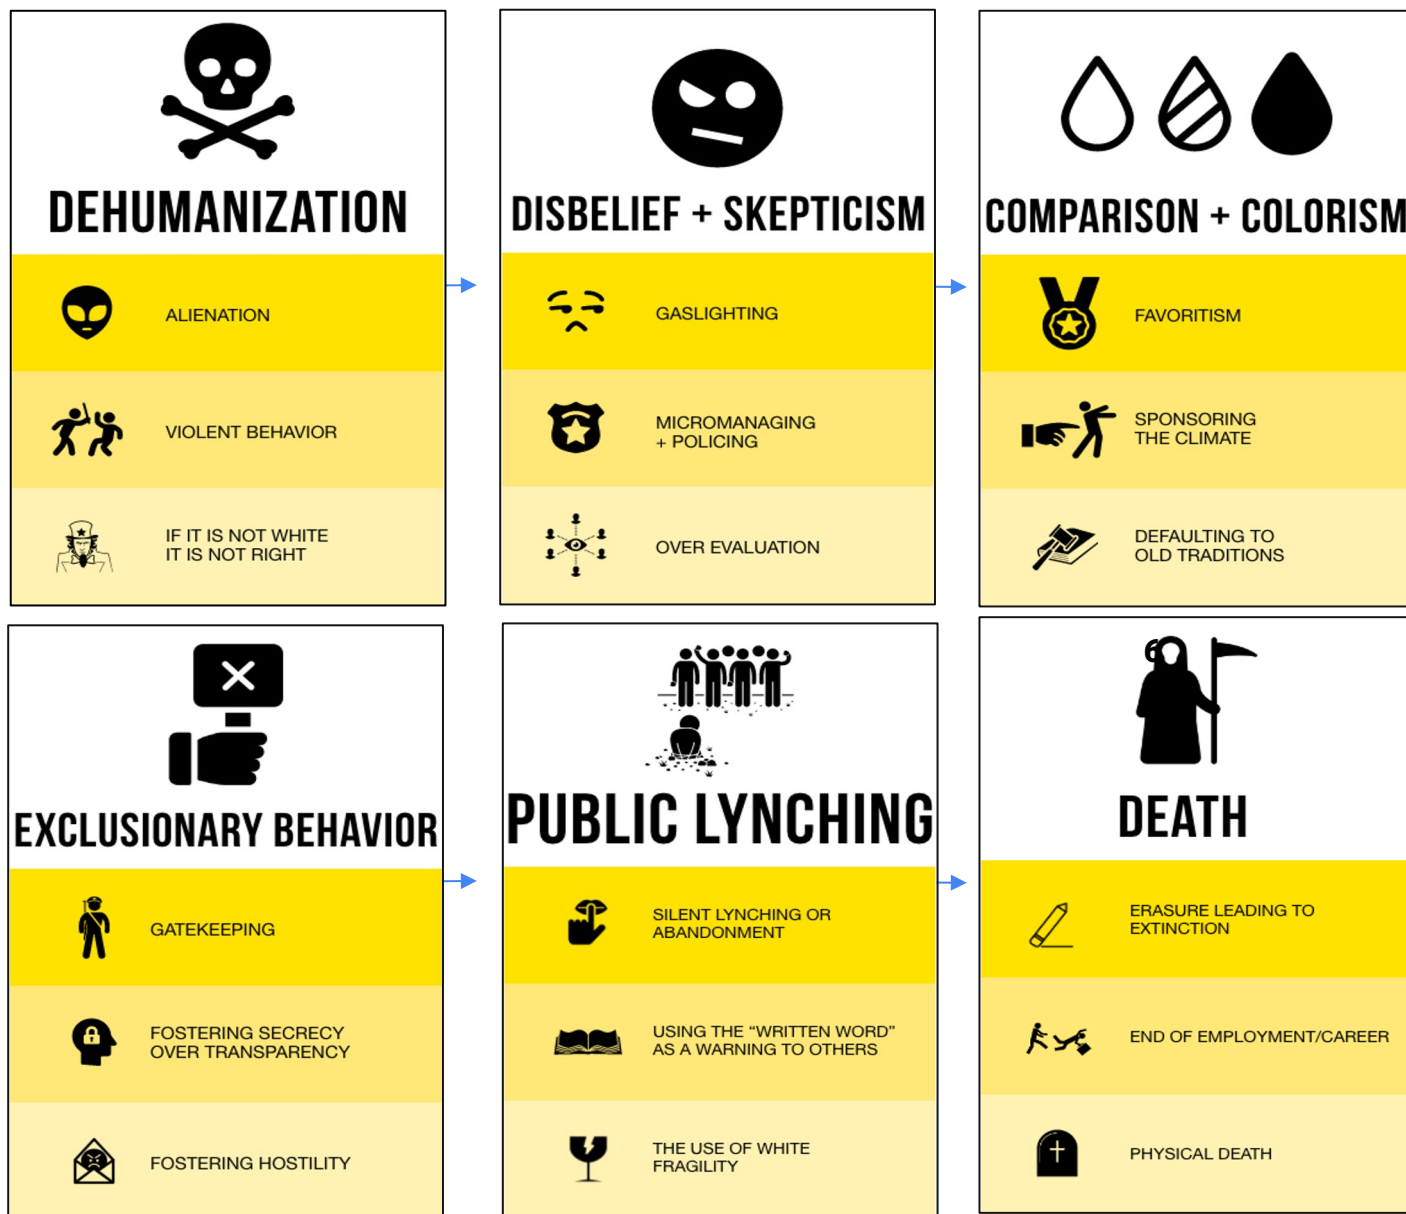 DEHUMANIZATION
ALIENATION
VIOLENT BEHAVIOR
IF IT IS NOT WHITE
IT IS NOT RIGHT
DISBELIEF + SKEPTICISM
GASLIGHTING
MICROMANAGING
+ POLICING
OVER EVALUATION
COMPARISON + COLORISM
FAVORITISM
SPONSORING
THE CLIMATE
DEFAULTING TO
OLD TRADITIONS
EXCLUSIONARY BEHAVIOR
GATEKEEPING
FOSTERING SECRECY
OVER TRANSPARENCY
FOSTERING HOSTILITY
PUBLIC LYNCHING
SILENT LYNCHING OR
ABANDONMENT
USING THE “WRITTEN WORD”
AS A WARNING TO OTHERS
THE USE OF WHITE
FRAGILITY
6
DEATH
ERASURE LEADING TO
EXTINCTION
END OF EMPLOYMENT/CAREER
PHYSICAL DEATH